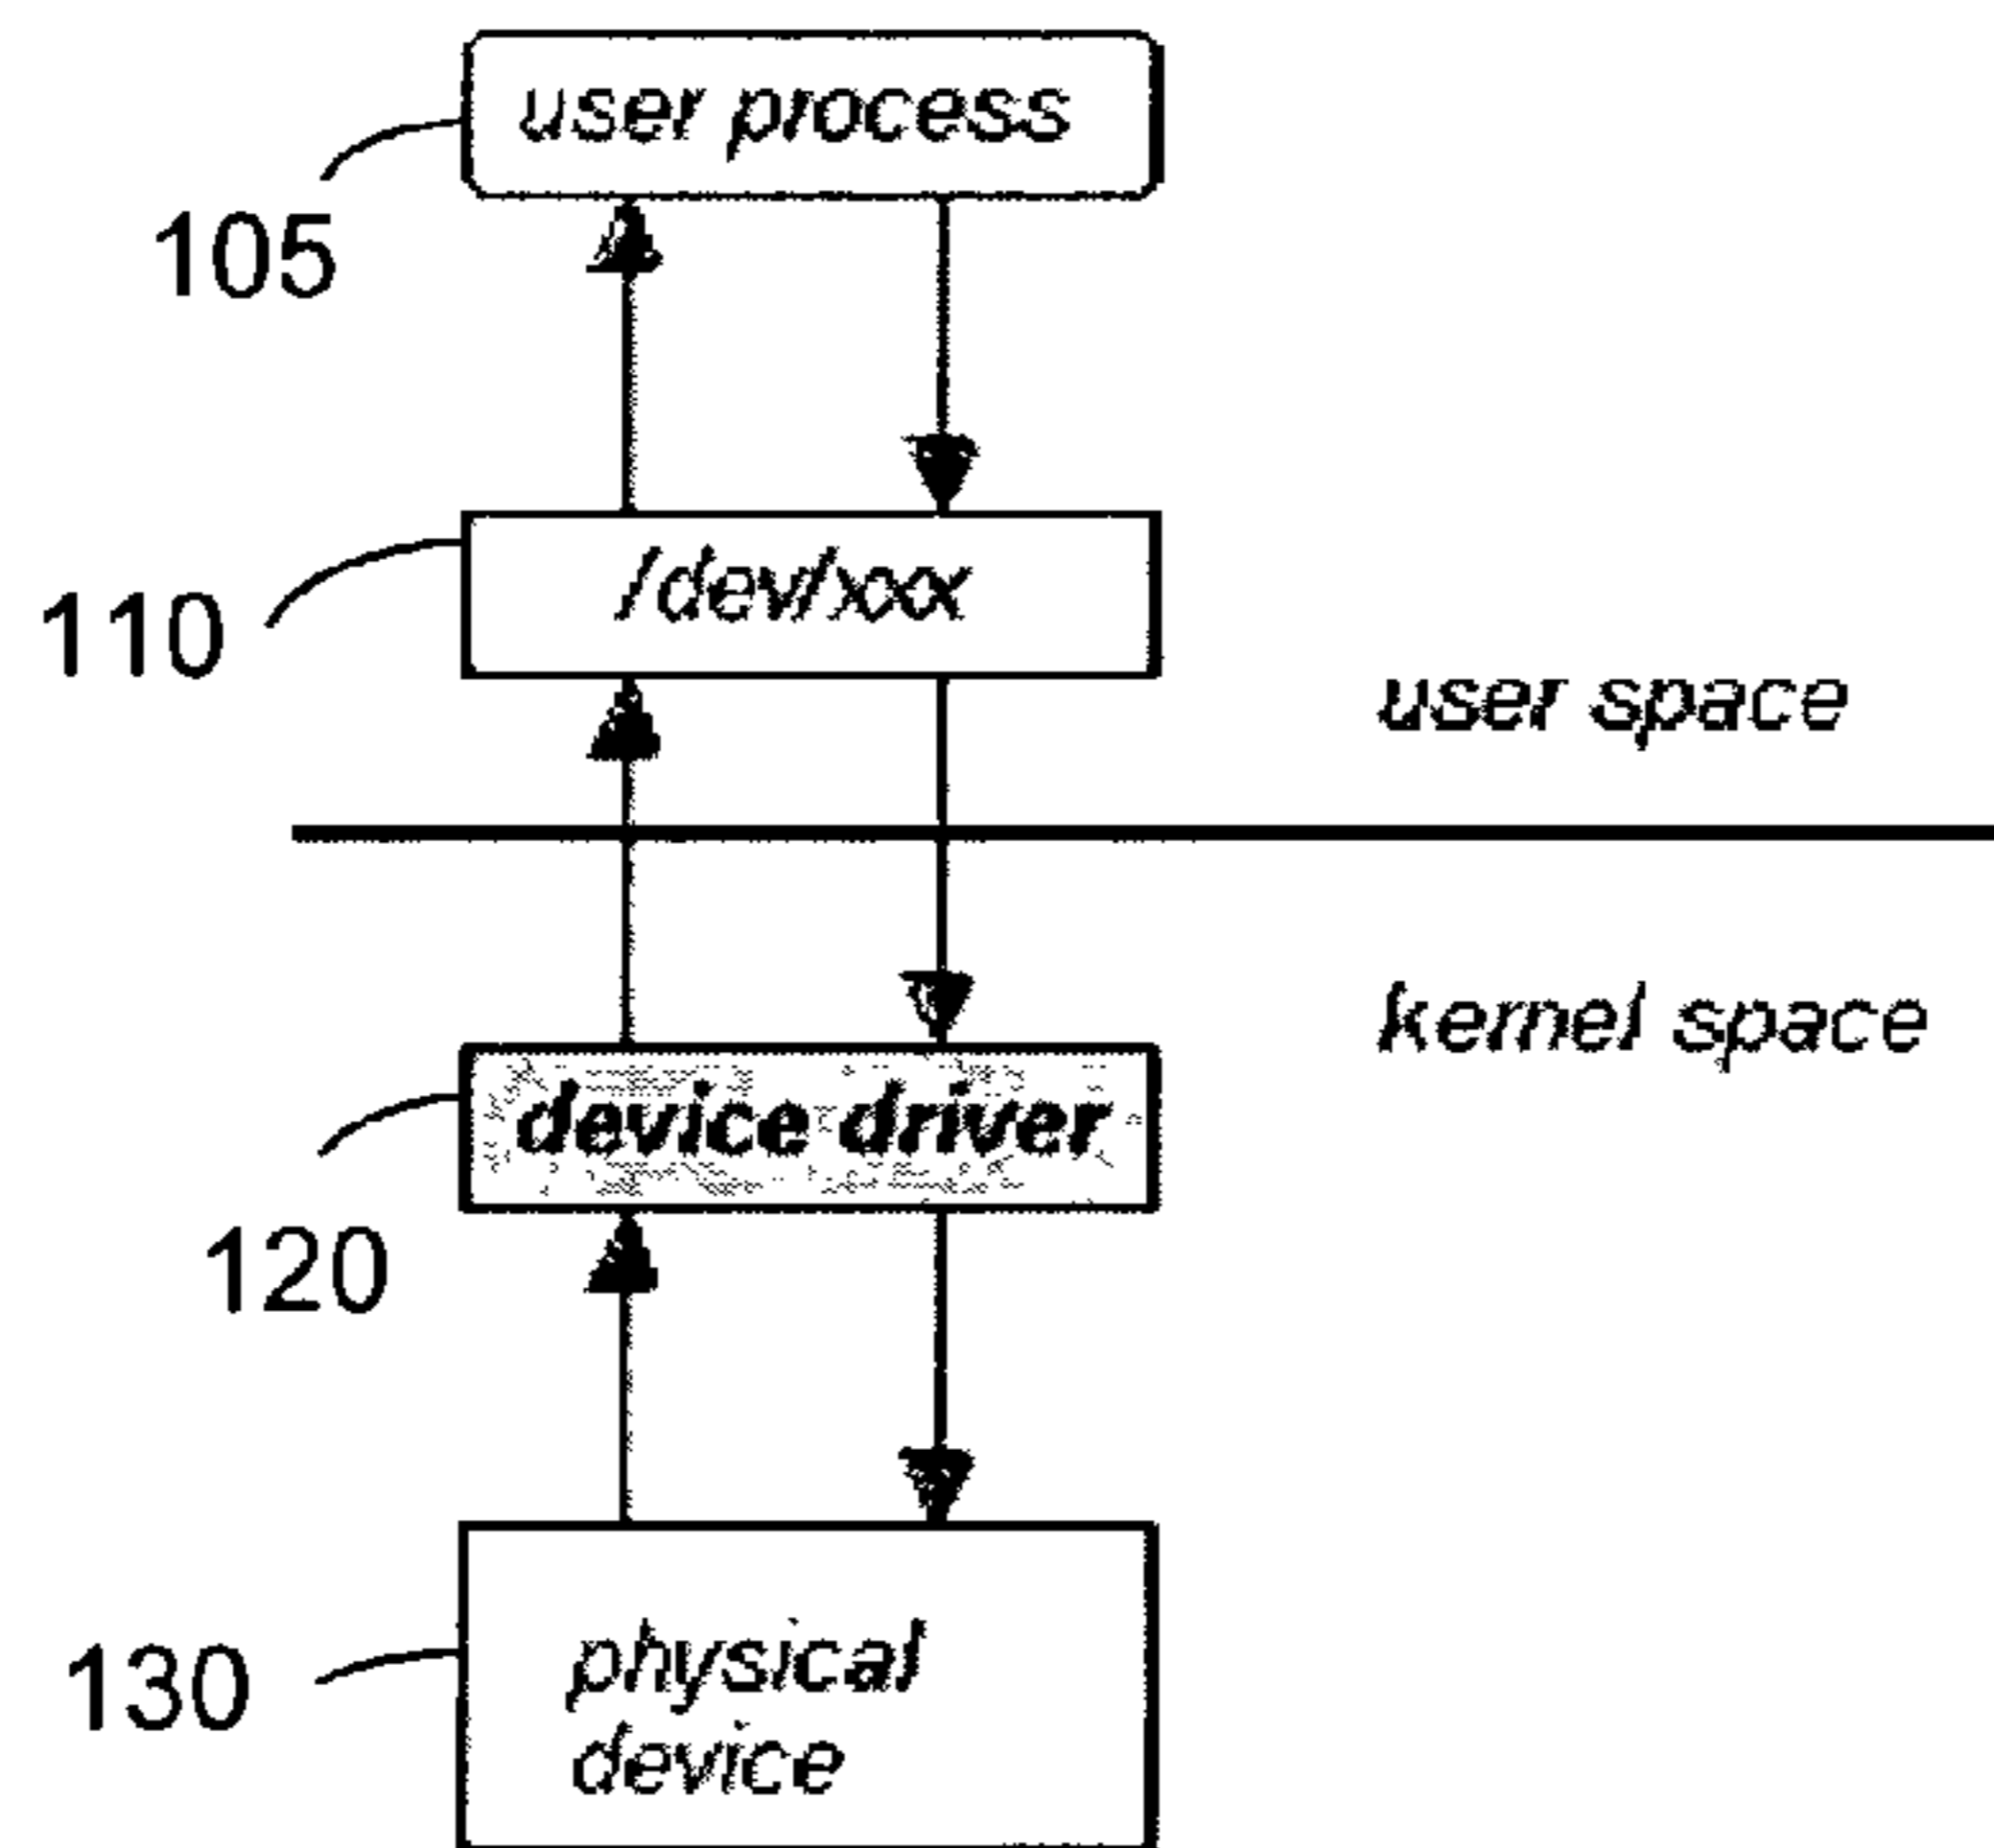 user process
105
/dev/xxx
110
user space
kernel space
device driver
120
physical
device
130